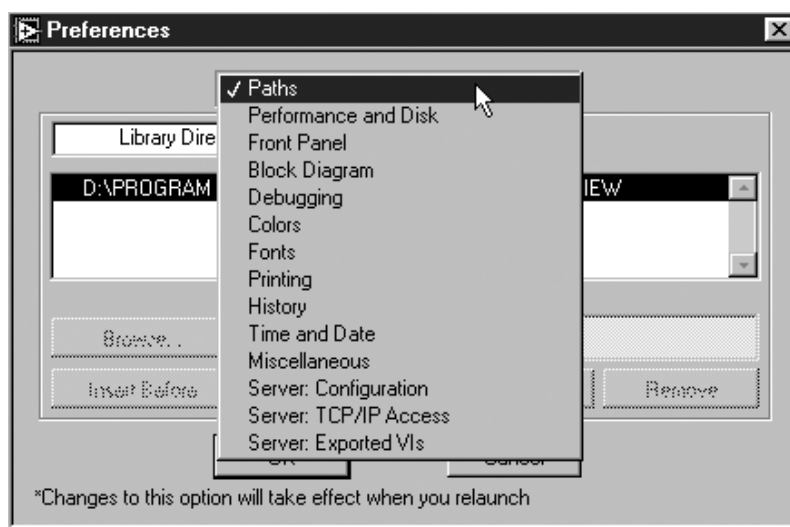 Preferences
✓ Paths
Performance and Disk
Library Dire
Front Panel
Block Diagram
D:\PROGRAM
IEW
Debugging
Colors
Fonts
Printing
History
Time and Date
Browse...
Miscellaneous
Server: Configuration
Insert Before
Remove
Server: TCP/IP Access
Server: Exported VIs
OK
Cancel
*Changes to this option will take effect when you relaunch